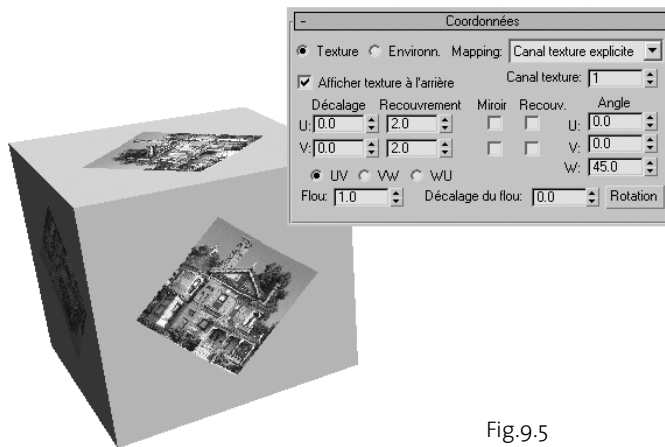 - Coordonnées
Texture Environn. Mapping: Canal texture explicite
Afficher texture à l'arrière Canal texture: 1
Décalage Recouvrement Miroir Recouv. Angle
U: 0.0 2.0 U: 0.0
V: 0.0 2.0 V: 0.0
W: 45.0
UV VW WU
Flou: 1.0 Décalage du flou: 0.0 Rotation
Fig.9.5